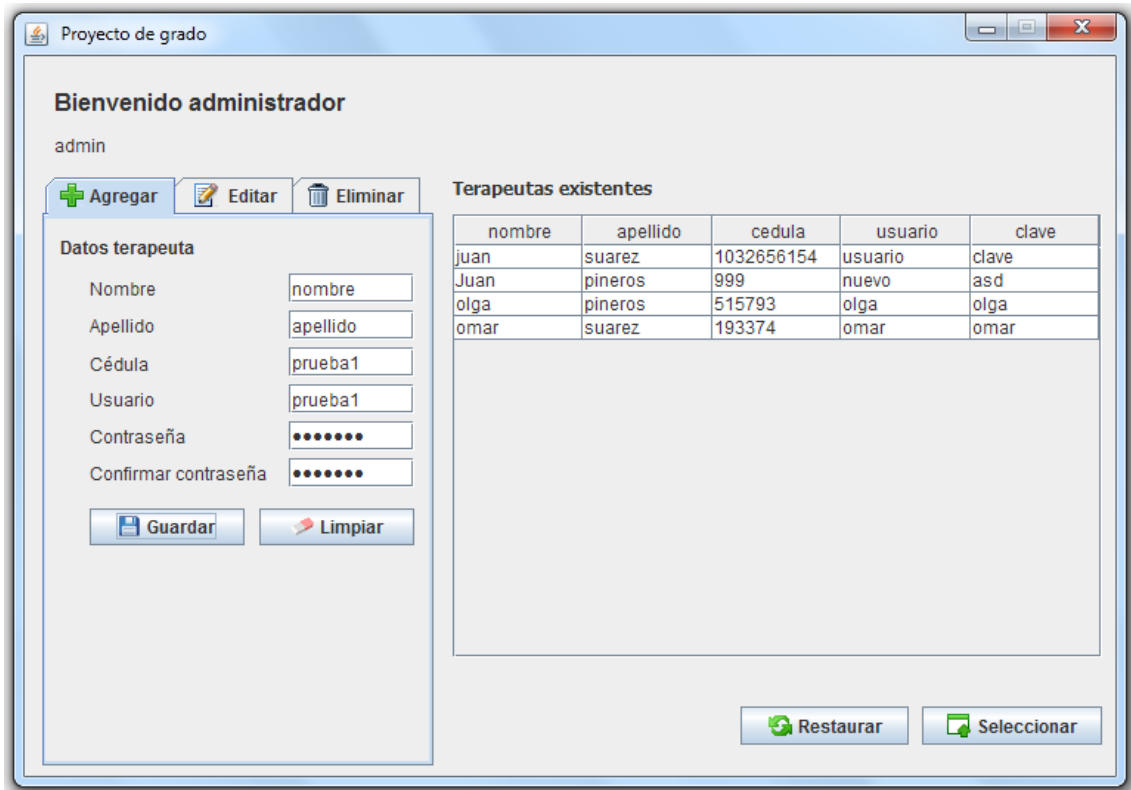 Proyecto de grado
Bienvenido administrador
admin
Agregar Editar Eliminar
Datos terapeuta
Nombre nombre
Apellido apellido
Cédula prueba1
Usuario prueba1
Contraseña •••••••
Confirmar contraseña •••••••
Guardar Limpiar
Terapeutas existentes
nombre apellido cedula usuario clave
juan suarez 1032656154 usuario clave
Juan pineros 999 nuevo asd
olga pineros 515793 olga olga
omar suarez 193374 omar omar
Restaurar Seleccionar